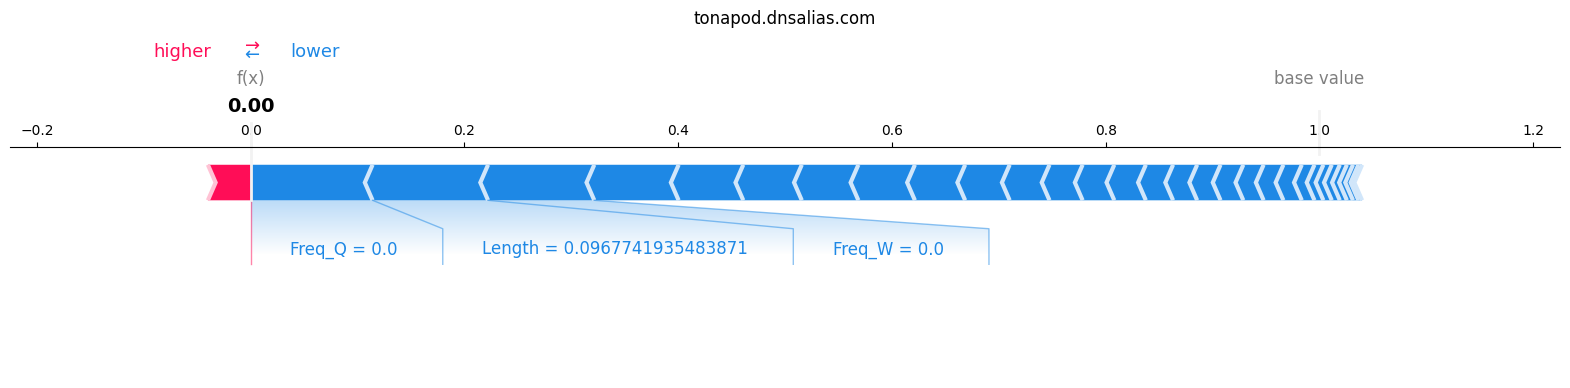 tonapod.dnsalias.com
higher ⇄ lower
f(x) base value
0.00
−0.2 0.0 0.2 0.4 0.6 0.8 1.0 1.2
Freq_Q = 0.0 Length = 0.0967741935483871 Freq_W = 0.0